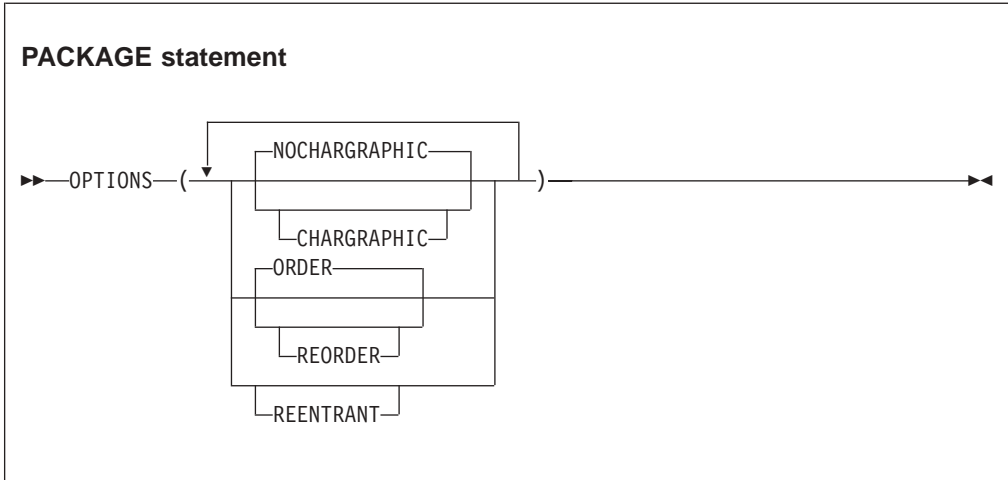 PACKAGE statement
NOCHARGRAPHIC
OPTIONS ( )
CHARGRAPHIC
ORDER
REORDER
REENTRANT